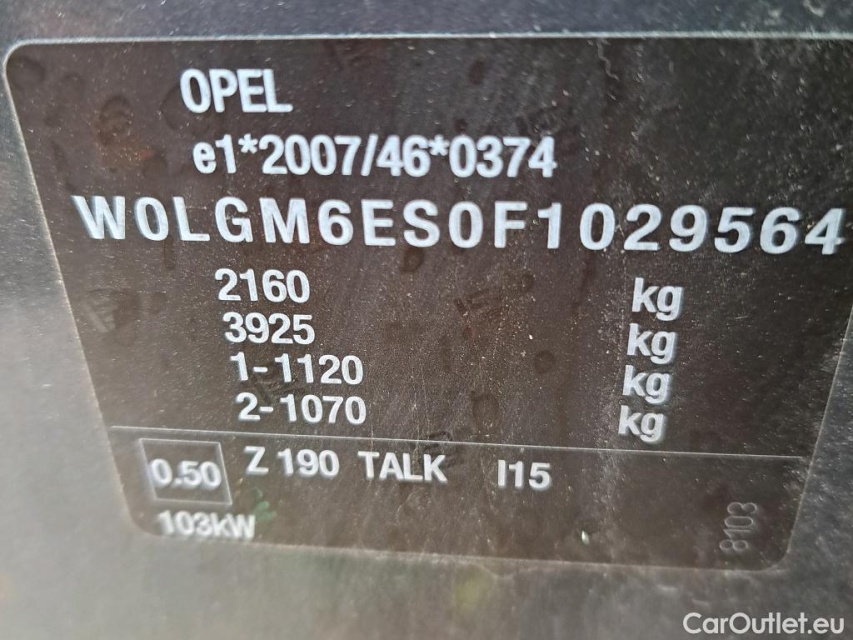 OPEL
e1*2007/46*0374
W0LGM6ES0F1029564
2160 kg
3925 kg
1-1120 kg
2-1070 kg
0.50 Z 190 TALK I15
103kW
8103
CarOutlet.eu